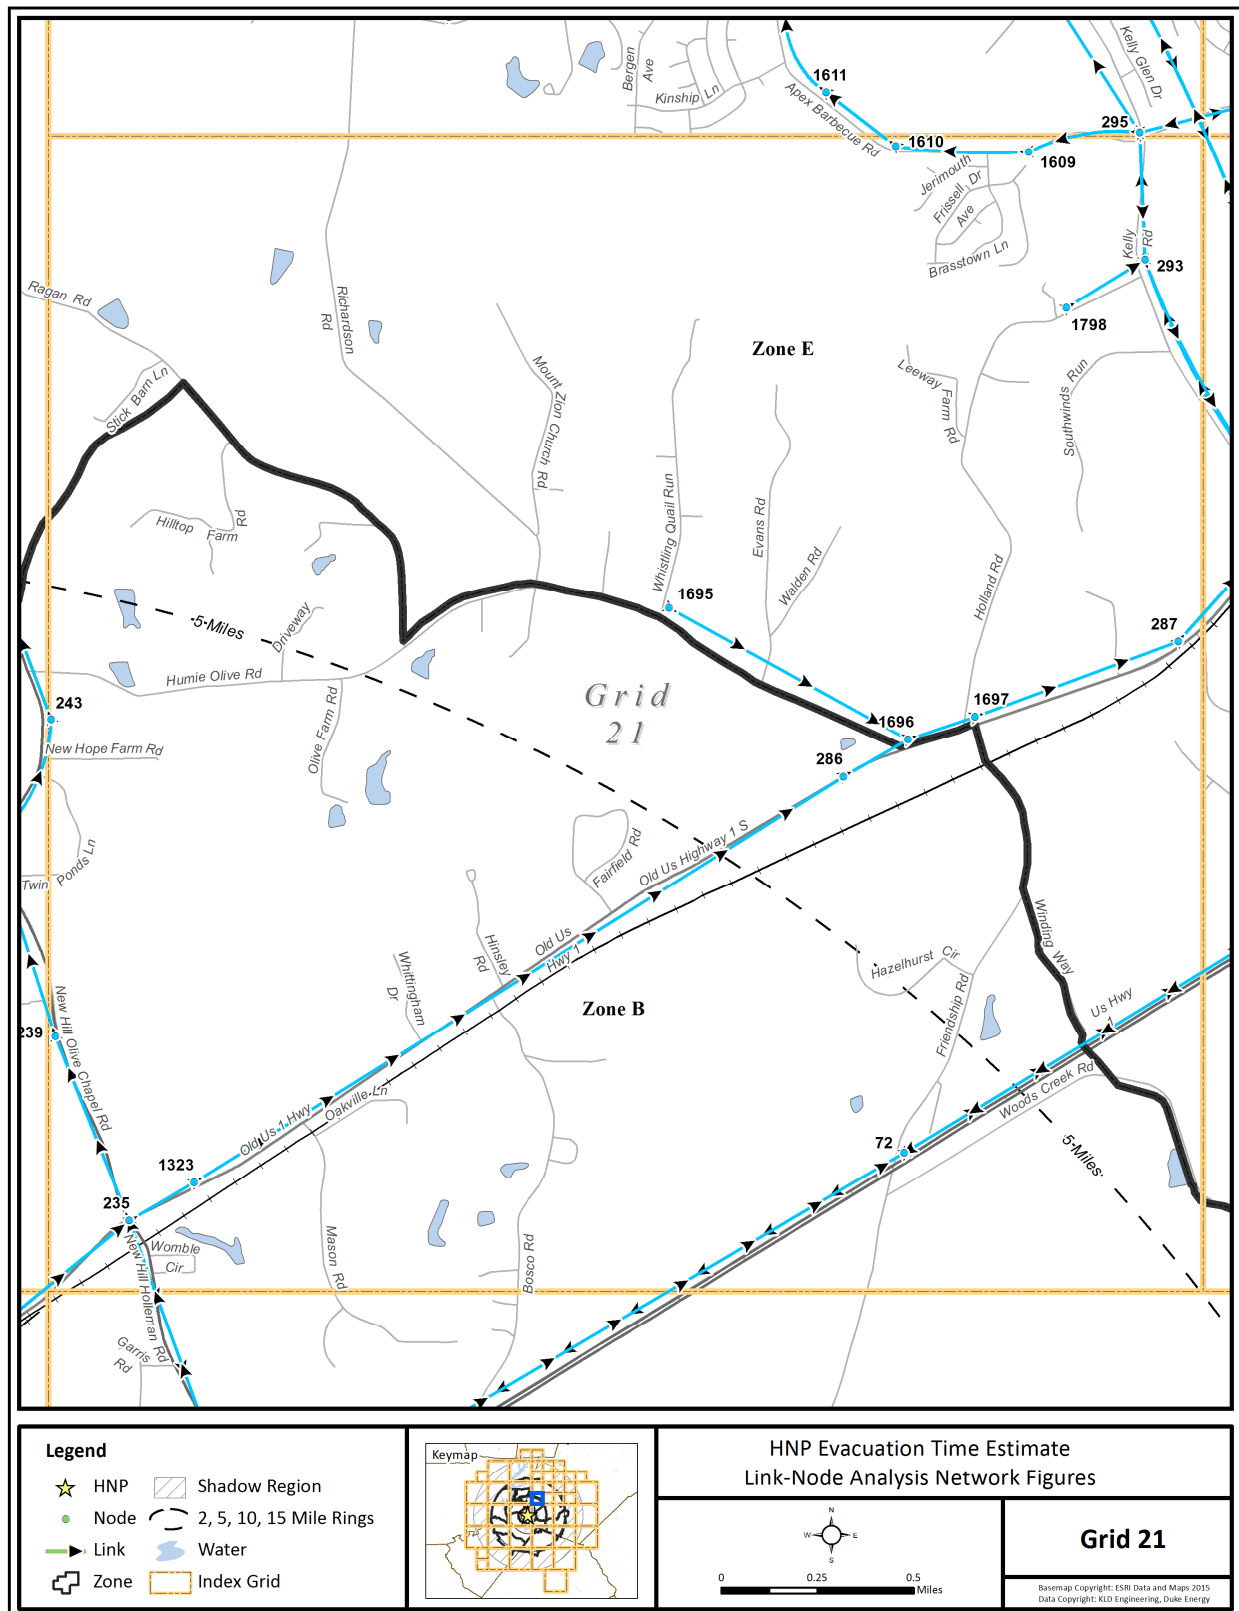 Bergen
Ave
Kinship Ln
1611
Apex Barbecue Rd
Kelly Glen Dr
295
1610
1609
Jerimouth
Frissell Dr
Ave
Brasstown Ln
Kelly
Rd
293
1798
Ragan Rd
Richardson
Rd
Zone E
Stick Barn Ln
Mount Zion Church Rd
Leeway Farm Rd
Southwinds Run
Hilltop Farm
Rd
Whistling Quail Run
Evans Rd
Walden Rd
Holland Rd
1695
287
5 Miles
Driveway
Humie Olive Rd
Olive Farm Rd
Grid
21
243
New Hope Farm Rd
1697
1696
286
Twin Ponds Ln
Fairfield Rd
Old Us Highway 1 S
Old Us
Hwy 1
Hinsley
Rd
Whittingham
Dr
Winding Way
Hazelhurst Cir
Friendship Rd
Us Hwy
1
Zone B
239
New Hill Olive Chapel Rd
Old Us 1 Hwy
Oakville Ln
Woods Creek Rd
72
5 Miles
1323
235
Womble
Cir
New Hill Holleman Rd
Mason Rd
Bosco Rd
Garris
Rd
Legend
HNP
Shadow Region
Node
2, 5, 10, 15 Mile Rings
Link
Water
Zone
Index Grid
Keymap
HNP Evacuation Time Estimate
Link-Node Analysis Network Figures
N
W
E
S
0
0.25
0.5
Miles
Grid 21
Basemap Copyright: ESRI Data and Maps 2015
Data Copyright: KLD Engineering, Duke Energy